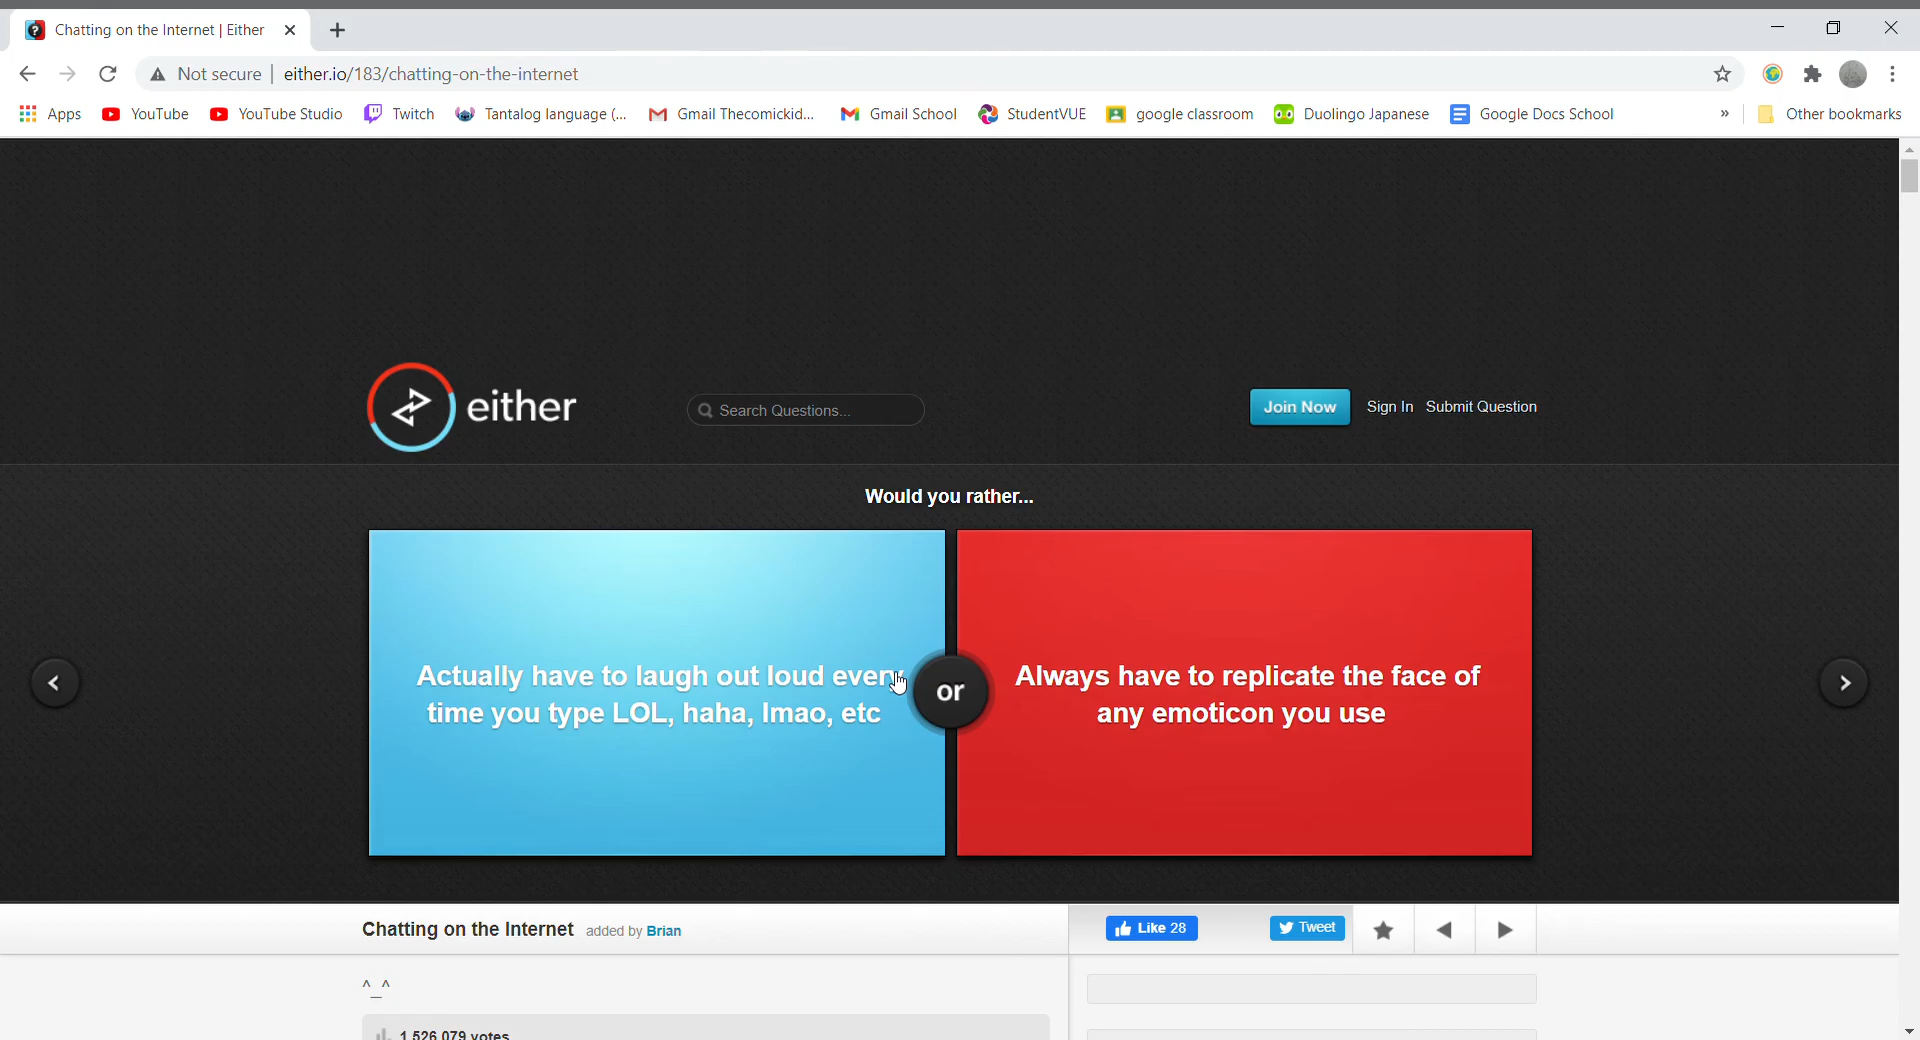 Chatting on the Internet | Either
Not secure | either.io/183/chatting-on-the-internet
Apps YouTube YouTube Studio Twitch Tantalog language (... Gmail Thecomickid... Gmail School StudentVUE google classroom Duolingo Japanese Google Docs School » Other bookmarks
either Search Questions... Join Now Sign In Submit Question
Would you rather...
Actually have to laugh out loud every
time you type LOL, haha, lmao, etc
or
Always have to replicate the face of
any emoticon you use
Chatting on the Internet added by Brian Like 28 Tweet
^_^
1,526,079 votes